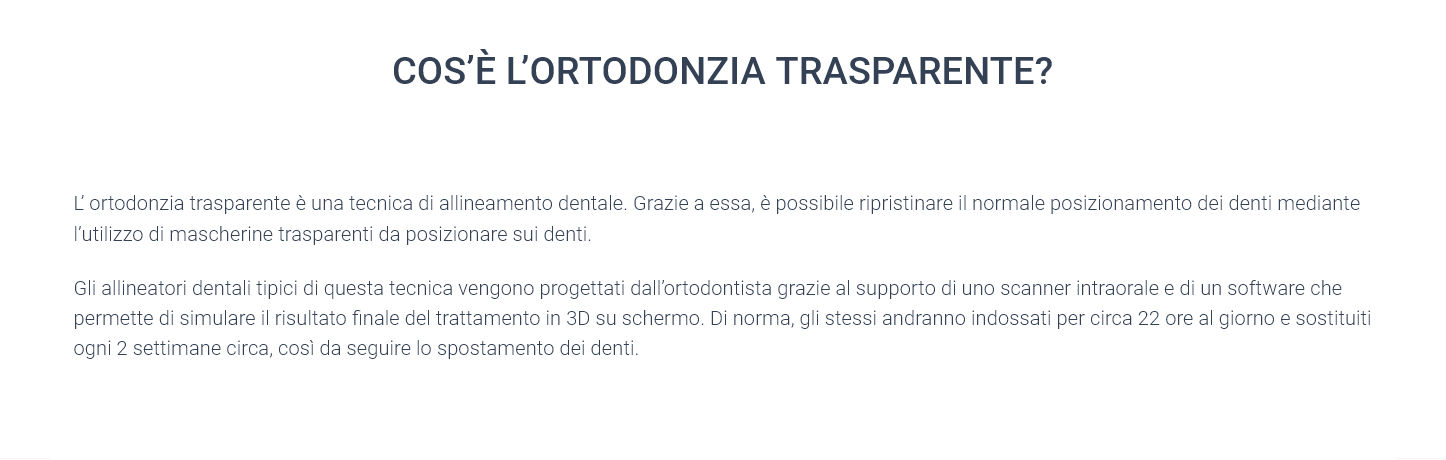 COS’È L’ORTODONZIA TRASPARENTE?
L’ ortodonzia trasparente è una tecnica di allineamento dentale. Grazie a essa, è possibile ripristinare il normale posizionamento dei denti mediante
l’utilizzo di mascherine trasparenti da posizionare sui denti.
Gli allineatori dentali tipici di questa tecnica vengono progettati dall’ortodontista grazie al supporto di uno scanner intraorale e di un software che
permette di simulare il risultato finale del trattamento in 3D su schermo. Di norma, gli stessi andranno indossati per circa 22 ore al giorno e sostituiti
ogni 2 settimane circa, così da seguire lo spostamento dei denti.